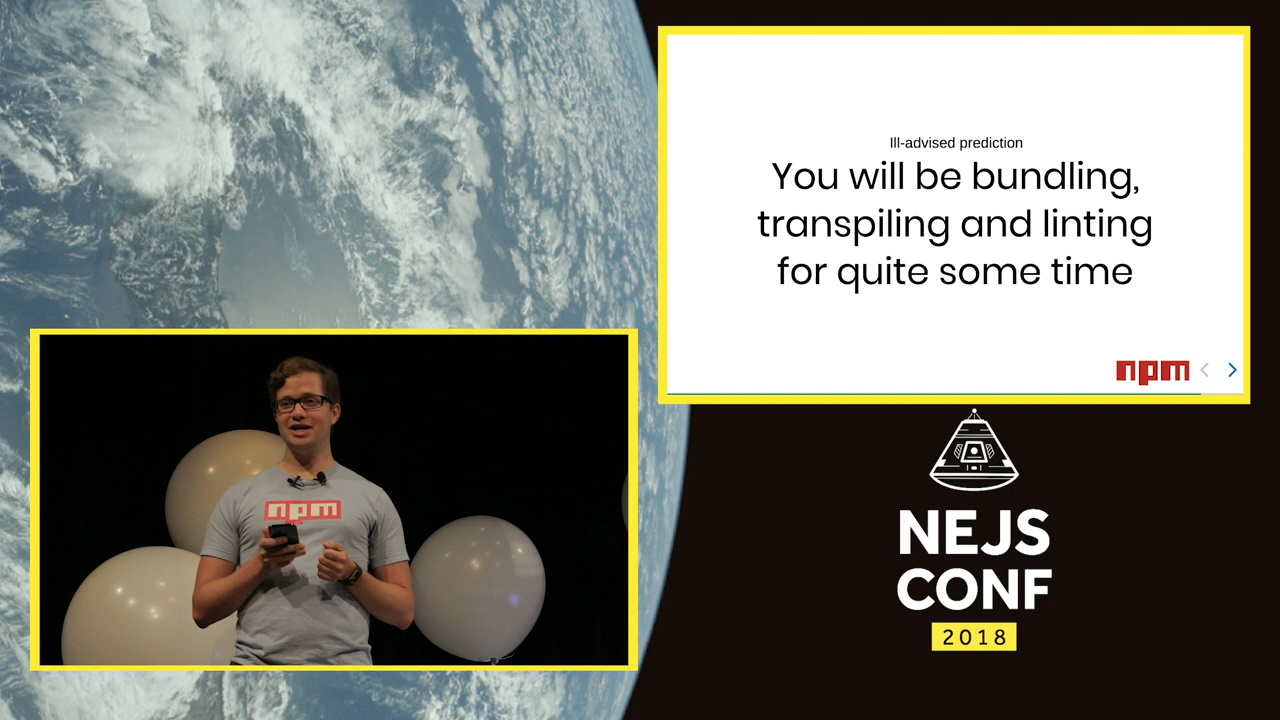 Ill-advised prediction
You will be bundling,
transpiling and linting
for quite some time
npm
npm
NEJS
CONF
2018